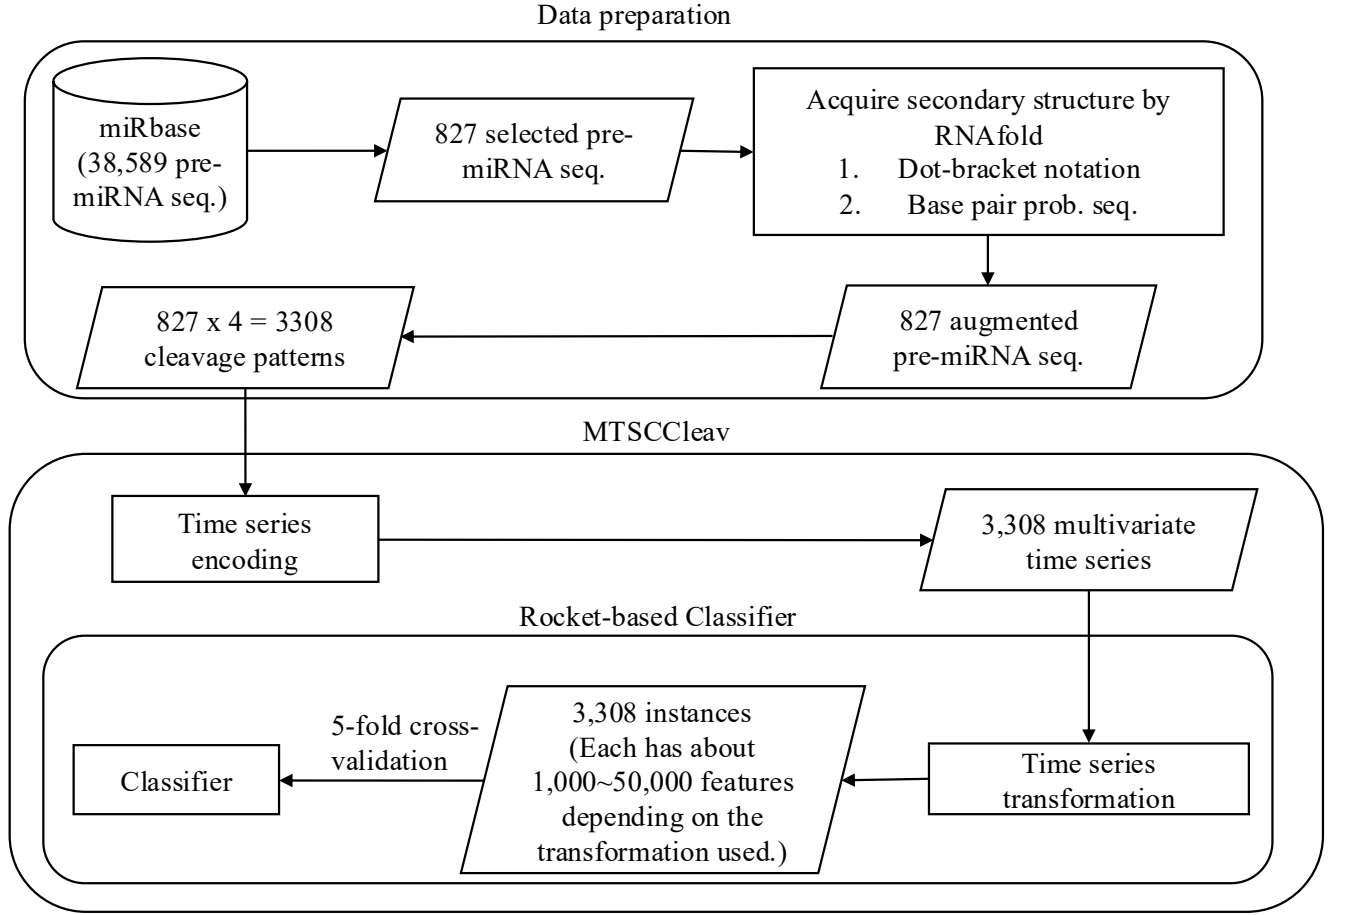 Data preparation
miRbase
(38,589 pre-
miRNA seq.)
827 selected pre-
miRNA seq.
Acquire secondary structure by
RNAfold
1. Dot-bracket notation
2. Base pair prob. seq.
827 x 4 = 3308
cleavage patterns
827 augmented
pre-miRNA seq.
MTSCCleav
Time series
encoding
3,308 multivariate
time series
Rocket-based Classifier
Classifier
5-fold cross-
validation
3,308 instances
(Each has about
1,000~50,000 features
depending on the
transformation used.)
Time series
transformation